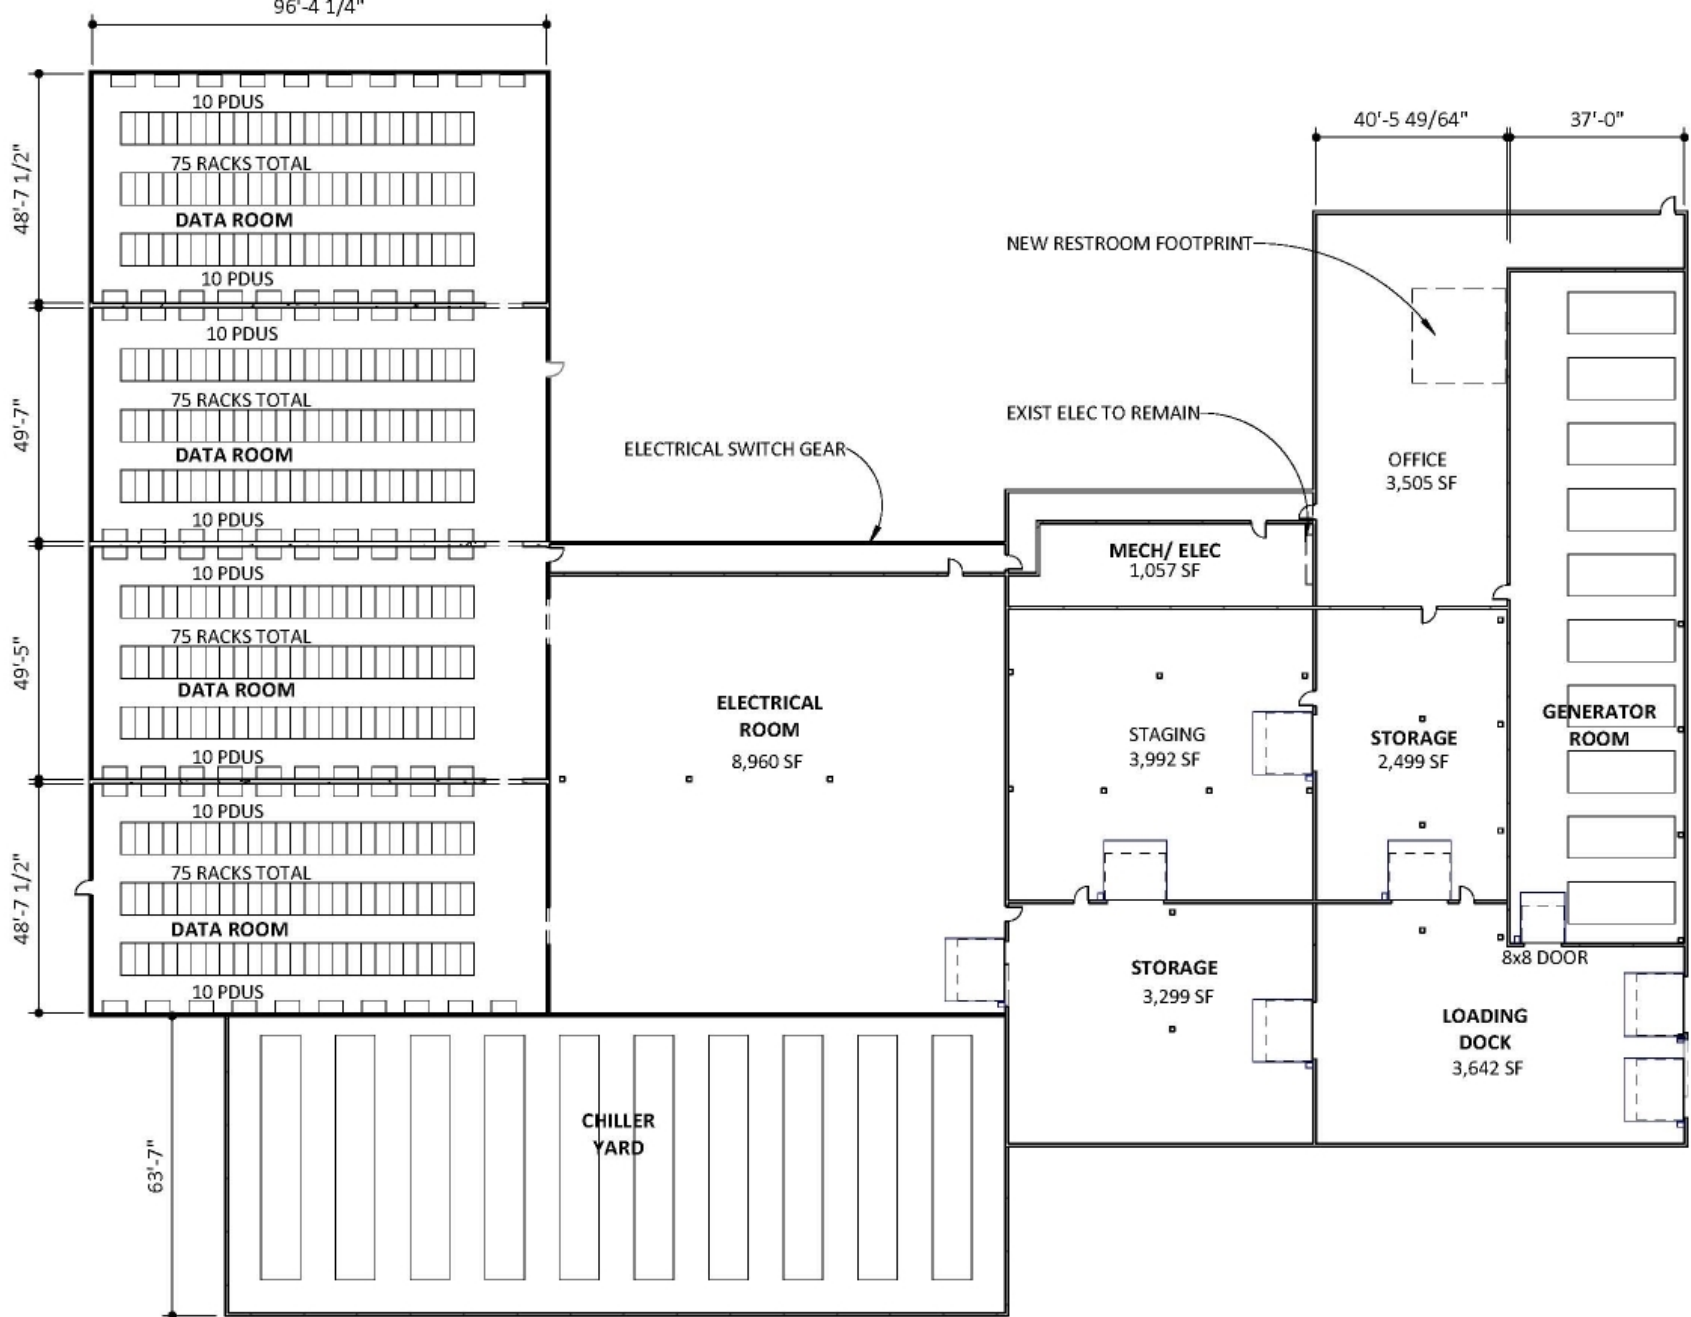 96'-4 1/4"
10 PDUS
75 RACKS TOTAL
DATA ROOM
10 PDUS
48'-7 1/2"
10 PDUS
75 RACKS TOTAL
DATA ROOM
10 PDUS
49'-7"
10 PDUS
75 RACKS TOTAL
DATA ROOM
10 PDUS
49'-5"
10 PDUS
75 RACKS TOTAL
DATA ROOM
10 PDUS
48'-7 1/2"
63'-7"
CHILLER
YARD
ELECTRICAL SWITCH GEAR
ELECTRICAL
ROOM
8,960 SF
40'-5 49/64"
37'-0"
NEW RESTROOM FOOTPRINT
EXIST ELEC TO REMAIN
OFFICE
3,505 SF
MECH/ ELEC
1,057 SF
STAGING
3,992 SF
STORAGE
2,499 SF
GENERATOR
ROOM
8x8 DOOR
STORAGE
3,299 SF
LOADING
DOCK
3,642 SF